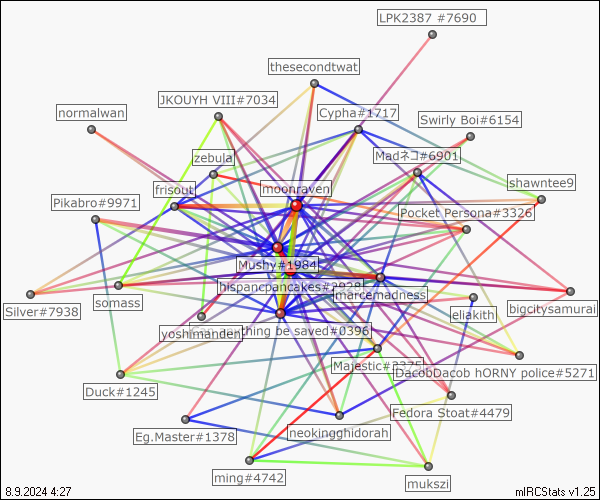 LPK2387 #7690
thesecondtwat
JKOUYH VIII#7034
normalwan
Cypha#1717
Swirly Boi#6154
zebula
Madネコ#6901
frisout
moonraven
shawntee9
Pikabro#9971
Pocket Persona#3326
Mushy#1984
hispancpancakes#2928
marcemadness
Silver#7938
somass
bigcitysamurai
eliakith
yoshimanden
thing be saved#0396
Majestic#2375
DacobDacob hORNY police#5271
Duck#1245
Fedora Stoat#4479
neokingghidorah
Eg.Master#1378
ming#4742
mukszi
8.9.2024 4:27
mIRCStats v1.25